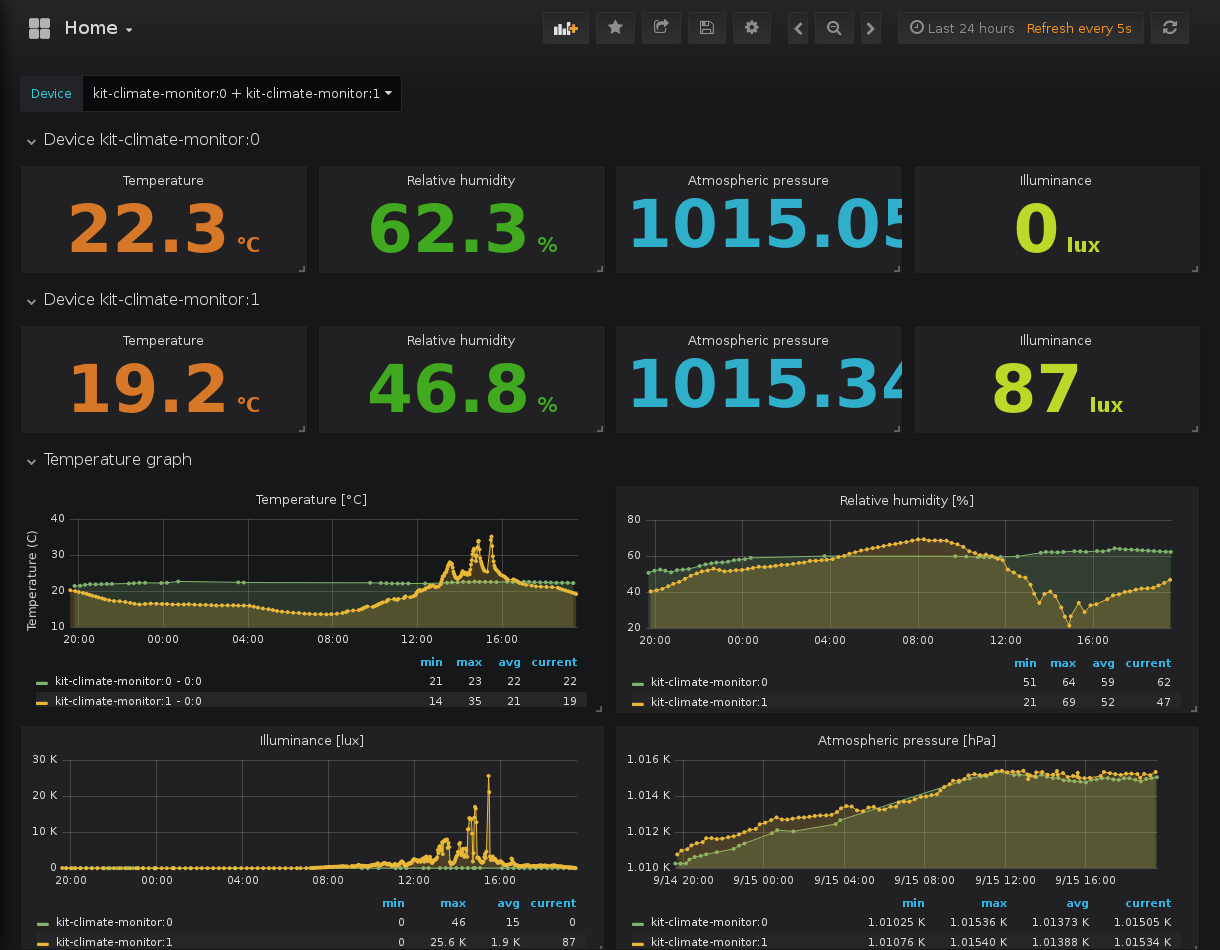 Home
Last 24 hours Refresh every 5s
Device kit-climate-monitor:0 + kit-climate-monitor:1
Device kit-climate-monitor:0
Temperature Relative humidity Atmospheric pressure Illuminance
22.3 °C 62.3 % 1015.05 0 lux
Device kit-climate-monitor:1
Temperature Relative humidity Atmospheric pressure Illuminance
19.2 °C 46.8 % 1015.34 87 lux
Temperature graph
Temperature [°C]
Temperature (C)
40
30
20
10
20:00 00:00 04:00 08:00 12:00 16:00
min max avg current
kit-climate-monitor:0 - 0:0 21 23 22 22
kit-climate-monitor:1 - 0:0 14 35 21 19
Relative humidity [%]
80
60
40
20
20:00 00:00 04:00 08:00 12:00 16:00
min max avg current
kit-climate-monitor:0 51 64 59 62
kit-climate-monitor:1 21 69 52 47
Illuminance [lux]
30 K
20 K
10 K
0
20:00 00:00 04:00 08:00 12:00 16:00
min max avg current
kit-climate-monitor:0 0 46 15 0
kit-climate-monitor:1 0 25.6 K 1.9 K 87
Atmospheric pressure [hPa]
1.016 K
1.014 K
1.012 K
1.010 K
9/14 20:00 9/15 00:00 9/15 04:00 9/15 08:00 9/15 12:00 9/15 16:00
min max avg current
kit-climate-monitor:0 1.01025 K 1.01536 K 1.01373 K 1.01505 K
kit-climate-monitor:1 1.01076 K 1.01540 K 1.01388 K 1.01534 K